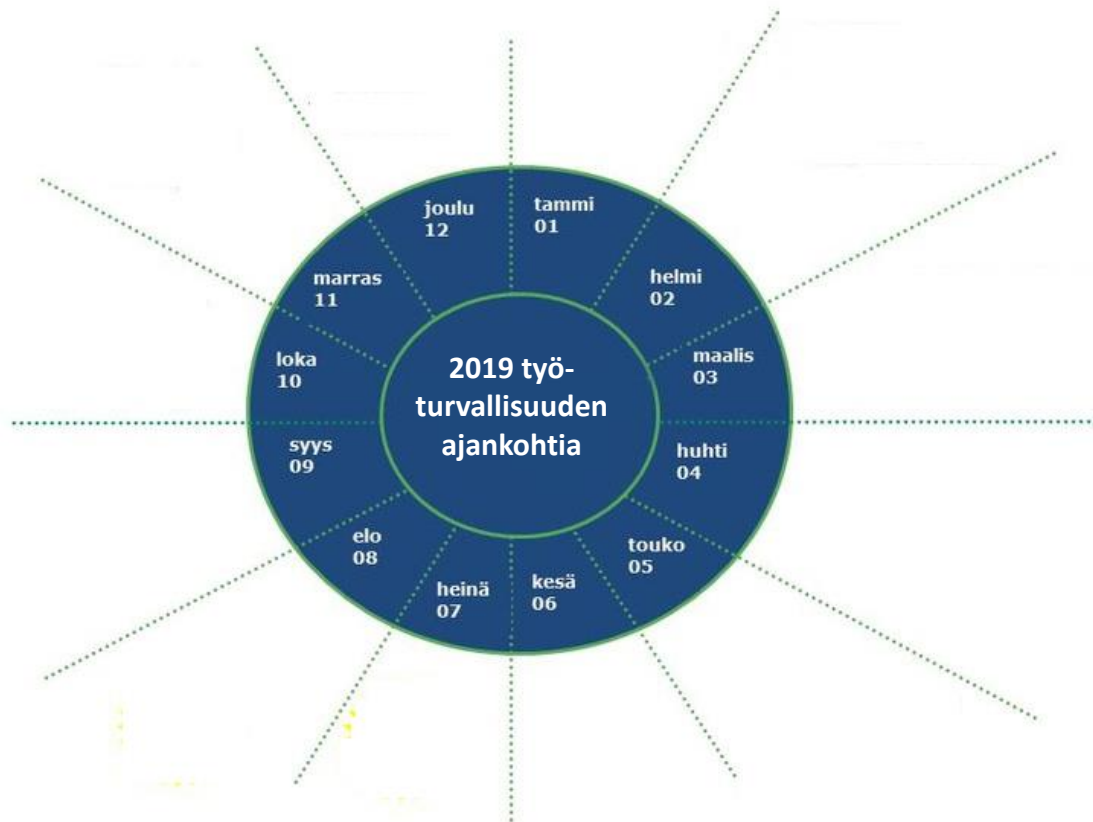 tammi
01
helmi
02
maalis
03
huhti
04
touko
05
kesä
06
heinä
07
elo
08
syys
09
loka
10
marras
11
joulu
12
2019 työ-
turvallisuuden
ajankohtia